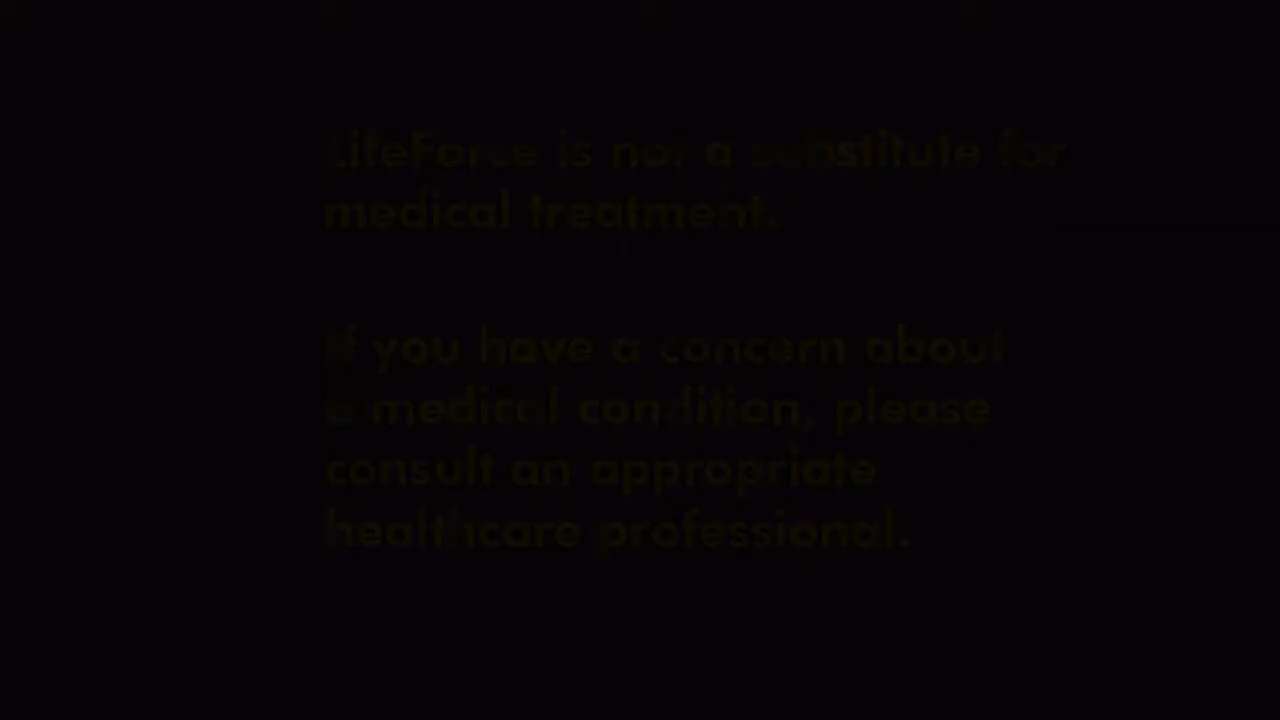 LifeForce is not a substitute for
medical treatment.
If you have a concern about
a medical condition, please
consult an appropriate
healthcare professional.